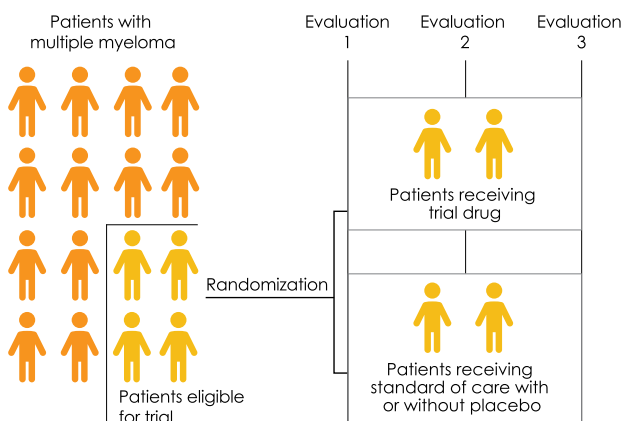 Patients with
multiple myeloma
Evaluation
1
Evaluation
2
Evaluation
3
Patients receiving
trial drug
Randomization
Patients receiving
standard of care with
or without placebo
Patients eligible
for trial